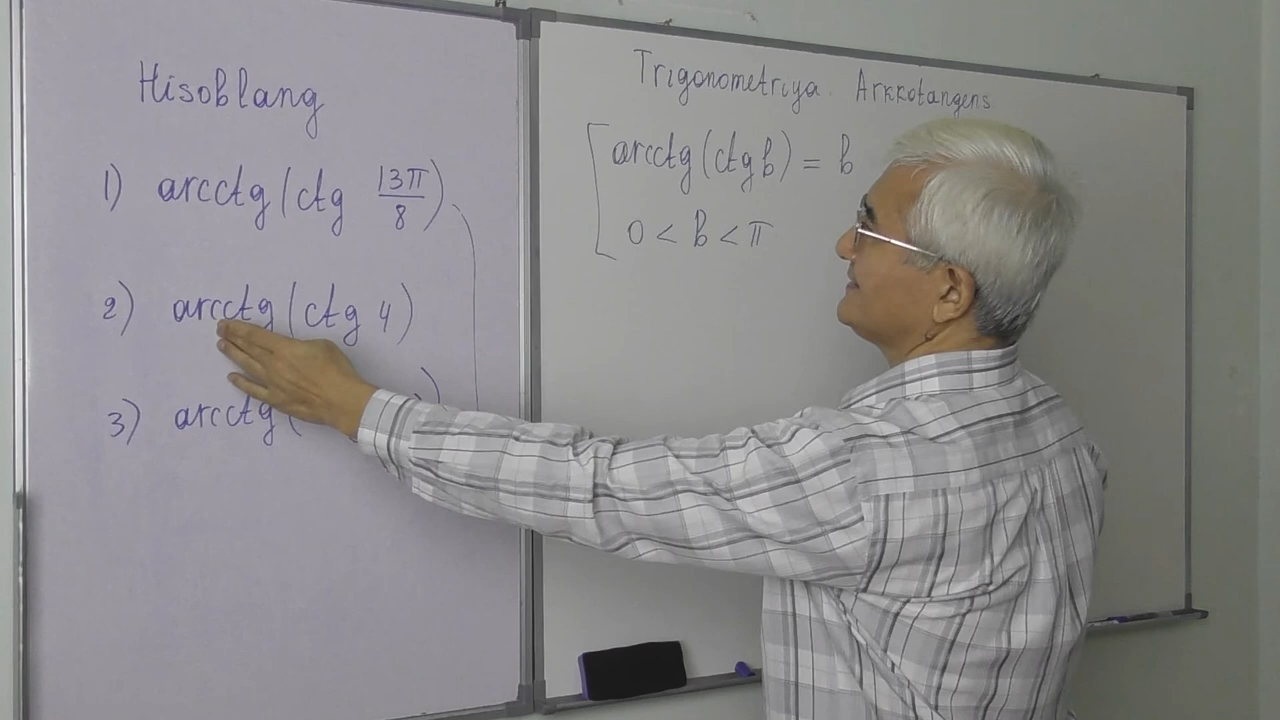 Hisoblang
1) arcctg(ctg 13π/8)
2) arcctg(ctg 4)
3) arcctg( )
Trigonometriya. Arkkotangens
arcctg(ctg b) = b
0 < b < π